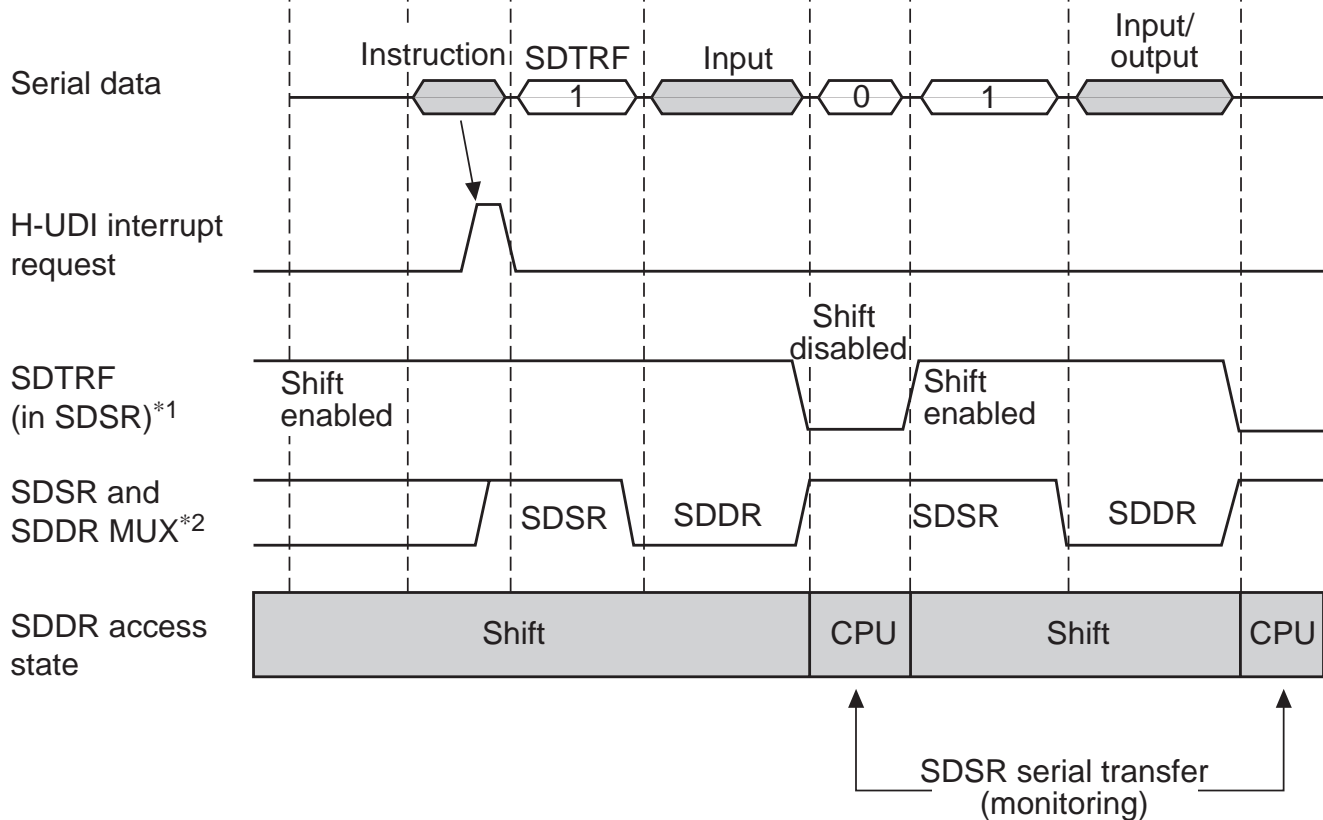 Serial data
Instruction
SDTRF
1
Input
0
1
Input/
output
H-UDI interrupt
request
SDTRF
(in SDSR)*1
Shift
enabled
Shift
disabled
Shift
enabled
SDSR and
SDDR MUX*2
SDSR
SDDR
SDSR
SDDR
SDDR access
state
Shift
CPU
Shift
CPU
SDSR serial transfer
(monitoring)